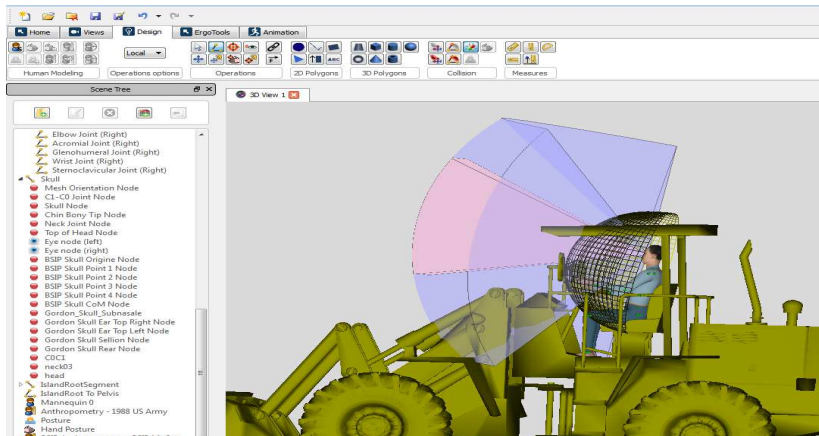 Home
Views
Design
ErgoTools
Animation
Local
ABC
Human Modeling
Operations options
Operations
2D Polygons
3D Polygons
Collision
Measures
Scene Tree
3D View 1
Elbow Joint (Right)
Acromial Joint (Right)
Glenohumeral Joint (Right)
Wrist Joint (Right)
Sternoclavicular Joint (Right)
Skull
Mesh Orientation Node
C1-C0 Joint Node
Skull Node
Chin Bony Tip Node
Neck Joint Node
Top of Head Node
Eye node (left)
Eye node (right)
BSIP Skull Origine Node
BSIP Skull Point 1 Node
BSIP Skull Point 2 Node
BSIP Skull Point 3 Node
BSIP Skull Point 4 Node
BSIP Skull CoM Node
Gordon_Skull_Subnasale
Gordon Skull Ear Top Right Node
Gordon Skull Ear Top Left Node
Gordon Skull Sellion Node
Gordon Skull Rear Node
C0C1
neck03
head
IslandRootSegment
IslandRoot To Pelvis
Mannequin 0
Anthropometry - 1988 US Army
Posture
Hand Posture